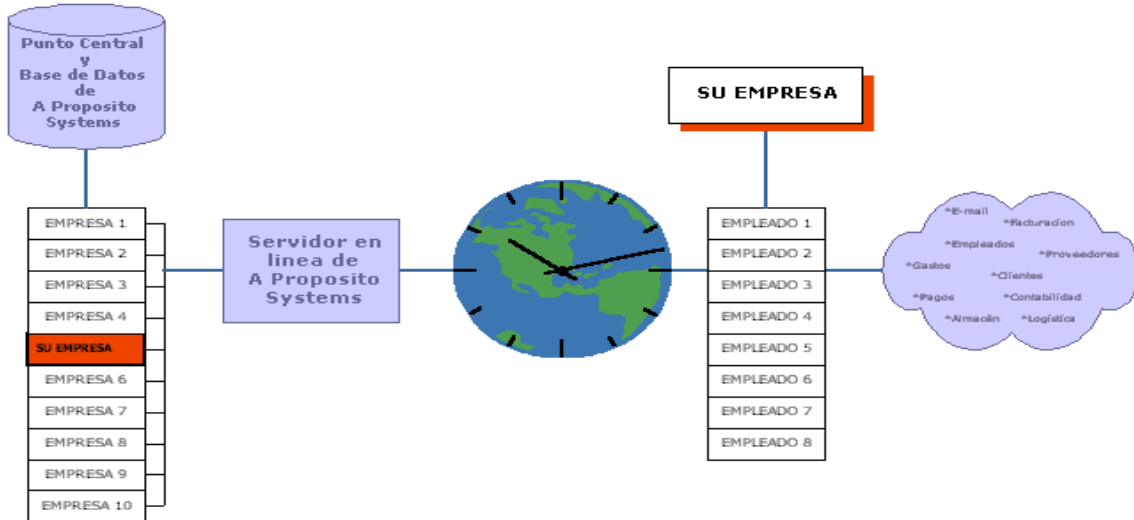 Punto Central
y
Base de Datos
de
A Proposito
Systems
EMPRESA 1
EMPRESA 2
EMPRESA 3
EMPRESA 4
SU EMPRESA
EMPRESA 6
EMPRESA 7
EMPRESA 8
EMPRESA 9
EMPRESA 10
Servidor en
linea de
A Proposito
Systems
SU EMPRESA
EMPLEADO 1
EMPLEADO 2
EMPLEADO 3
EMPLEADO 4
EMPLEADO 5
EMPLEADO 6
EMPLEADO 7
EMPLEADO 8
*E-mail
*Facturacion
*Empleados
*Proveedores
*Gastos
*Clientes
*Pagos
*Contabilidad
*Almacén
*Logística